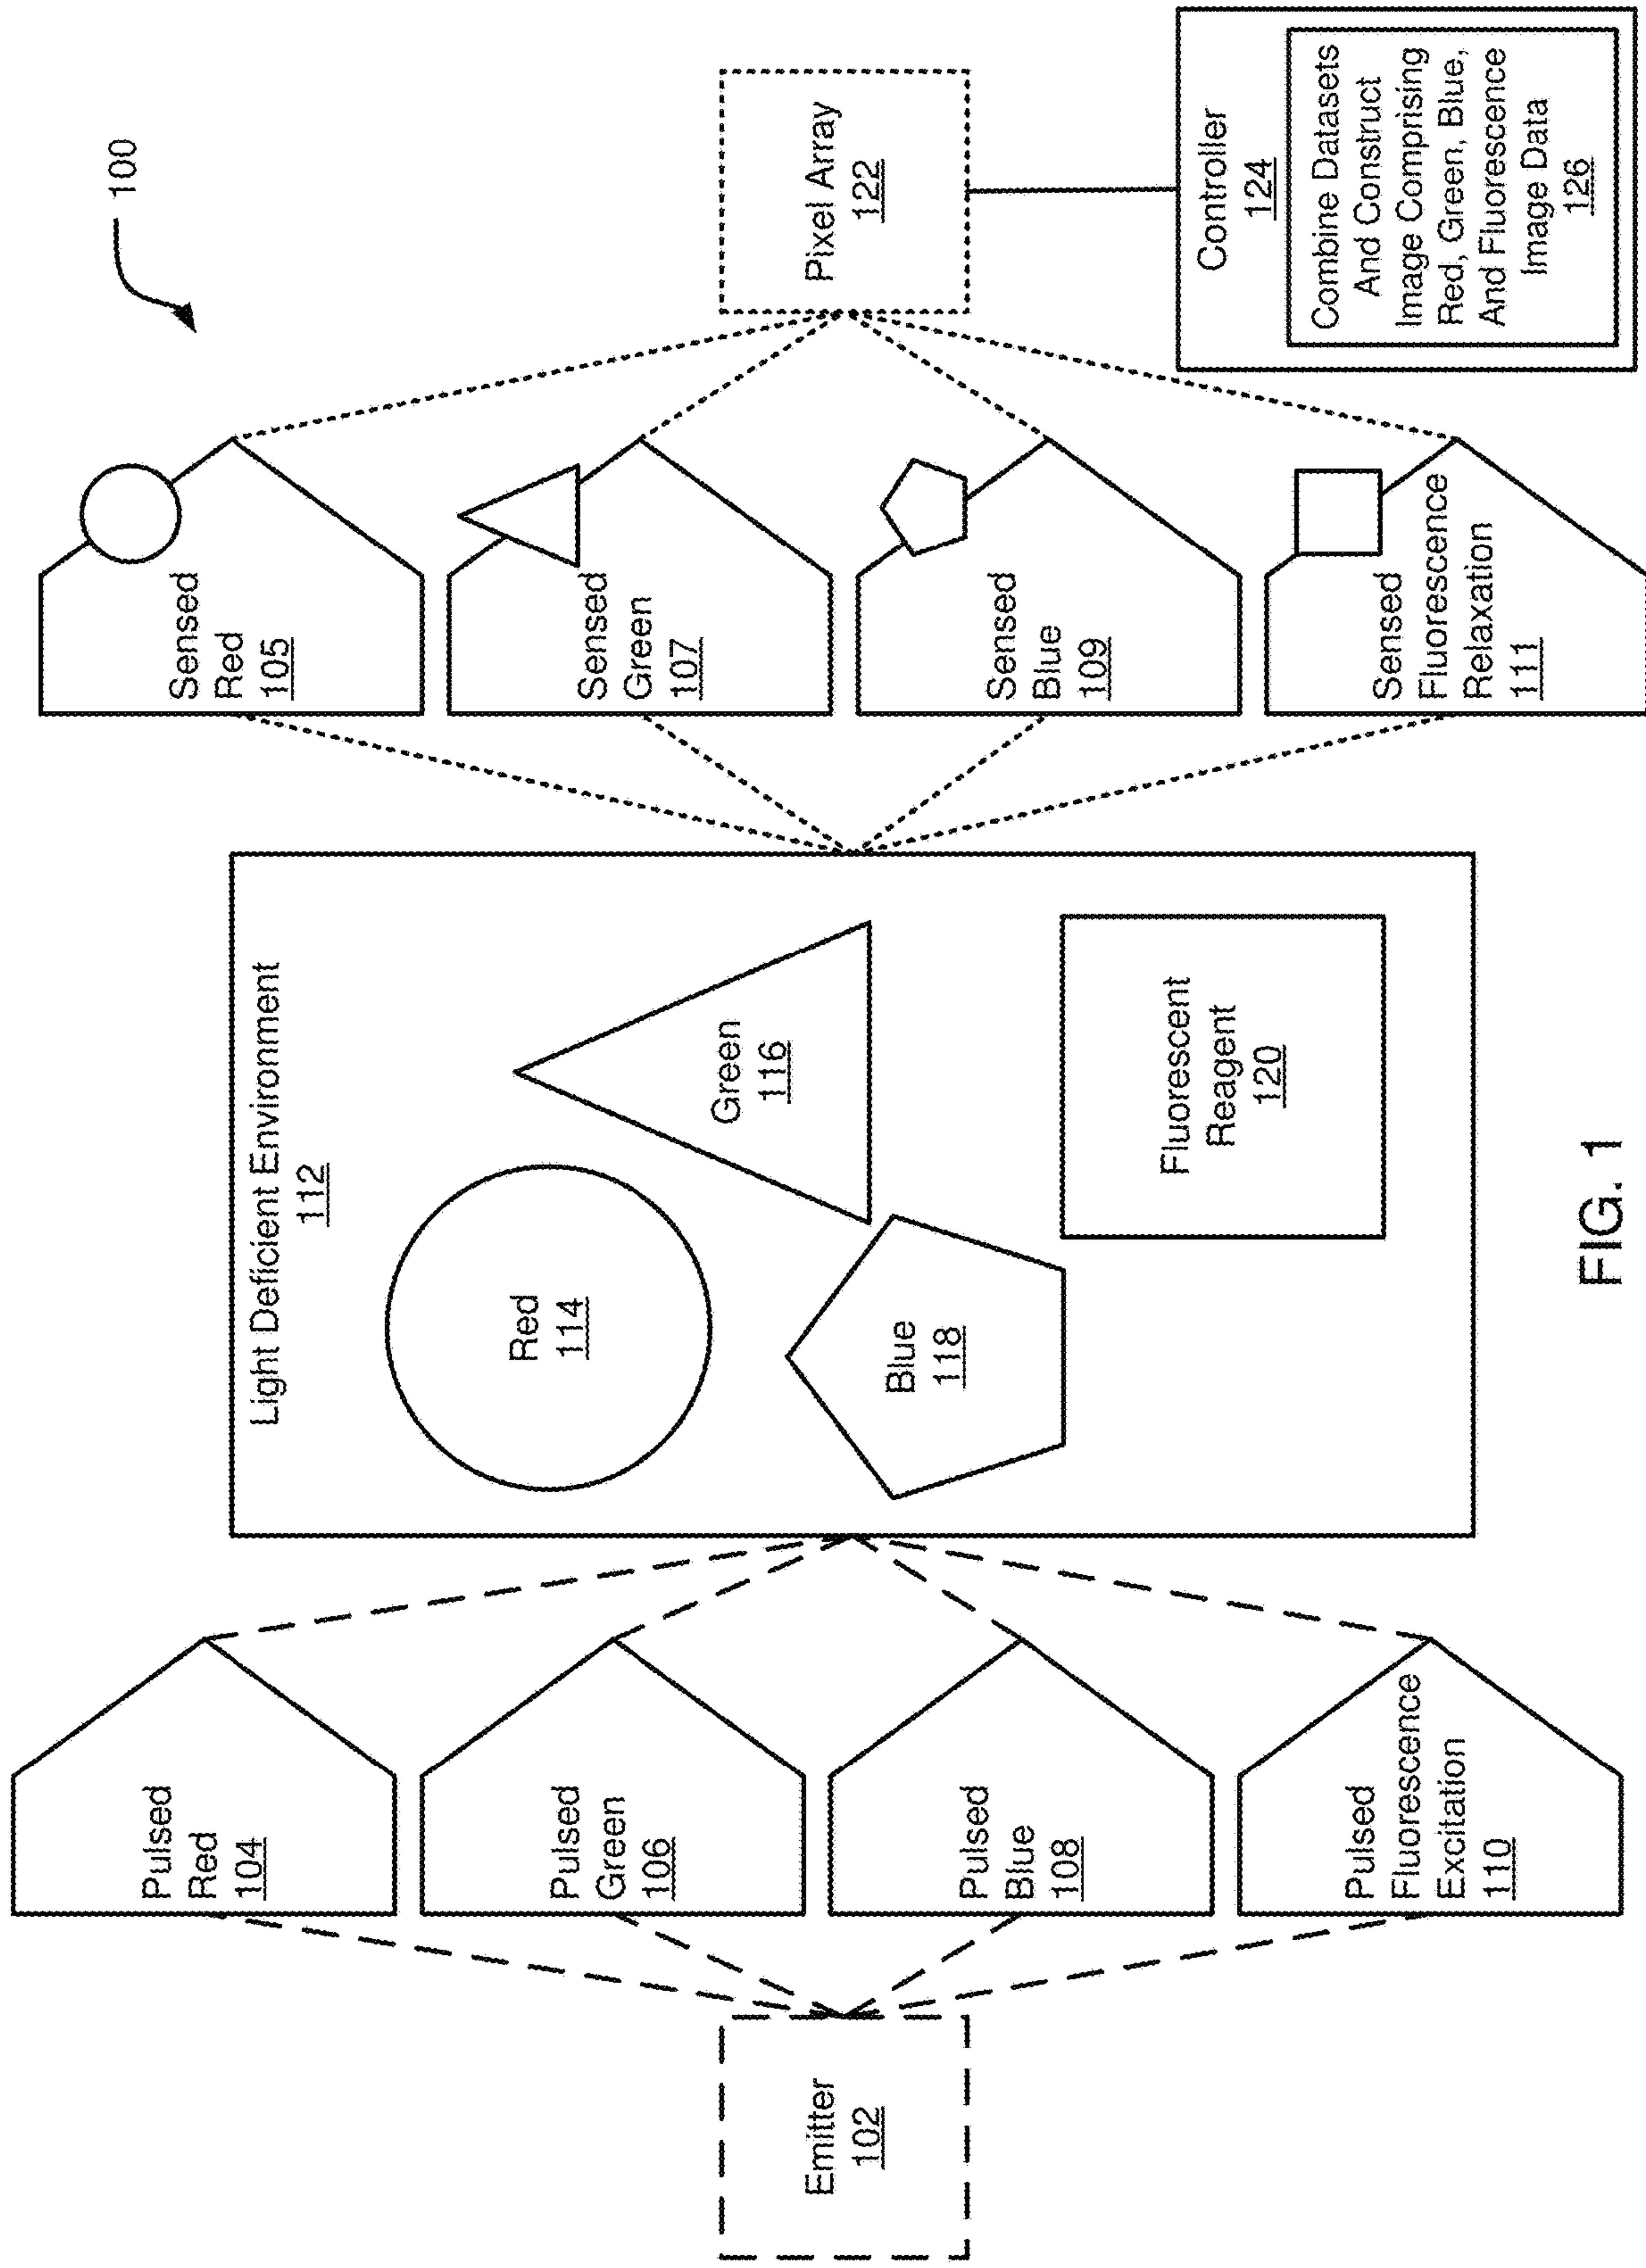 100
Emitter
102
Pulsed
Red
104
Pulsed
Green
106
Pulsed
Blue
108
Pulsed
Fluorescence
Excitation
110
Light Deficient Environment
112
Red
114
Green
116
Blue
118
Fluorescent
Reagent
120
Sensed
Red
105
Sensed
Green
107
Sensed
Blue
109
Sensed
Fluorescence
Relaxation
111
Pixel Array
122
Controller
124
Combine Datasets
And Construct
Image Comprising
Red, Green, Blue,
And Fluorescence
Image Data
126
FIG. 1